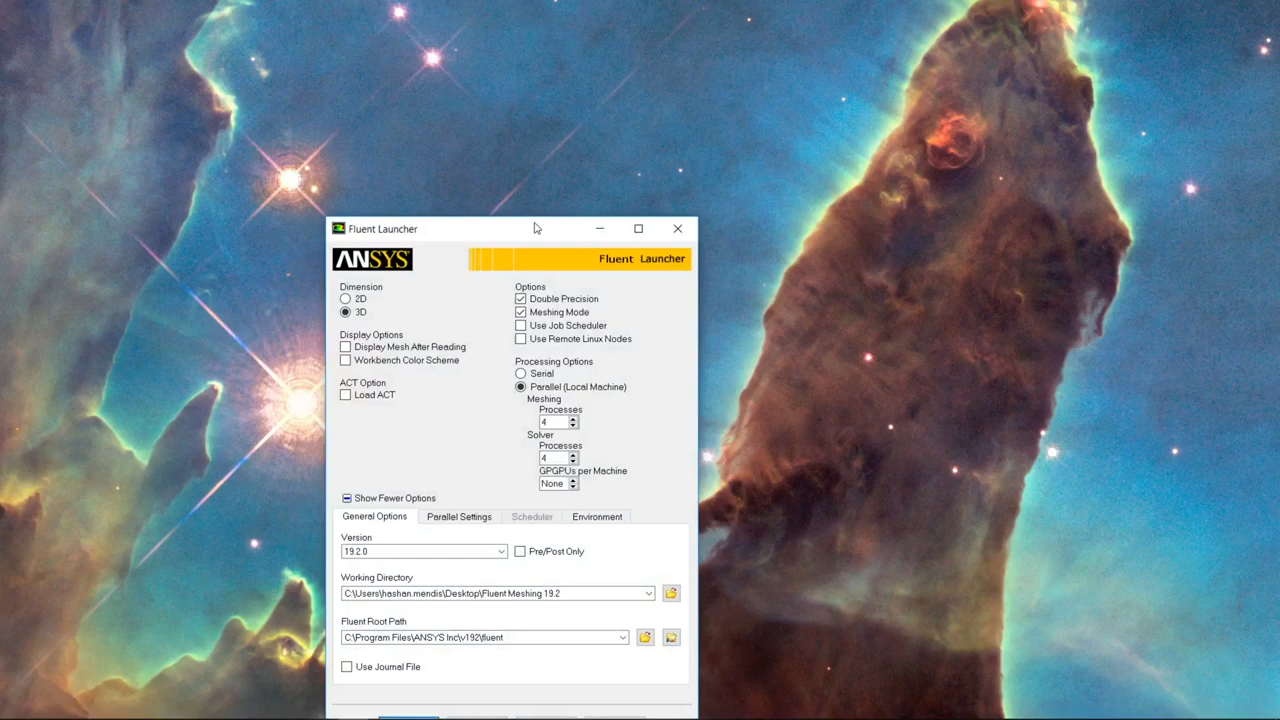 Fluent Launcher
ANSYS
Fluent Launcher
Dimension
2D
3D
Display Options
Display Mesh After Reading
Workbench Color Scheme
ACT Option
Load ACT
Options
Double Precision
Meshing Mode
Use Job Scheduler
Use Remote Linux Nodes
Processing Options
Serial
Parallel (Local Machine)
Meshing
Processes
4
Solver
Processes
4
GPGPUs per Machine
None
Show Fewer Options
General Options Parallel Settings Scheduler Environment
Version
19.2.0 Pre/Post Only
Working Directory
C:\Users\hashan.mendis\Desktop\Fluent Meshing 19.2
Fluent Root Path
C:\Program Files\ANSYS Inc\v192\fluent
Use Journal File